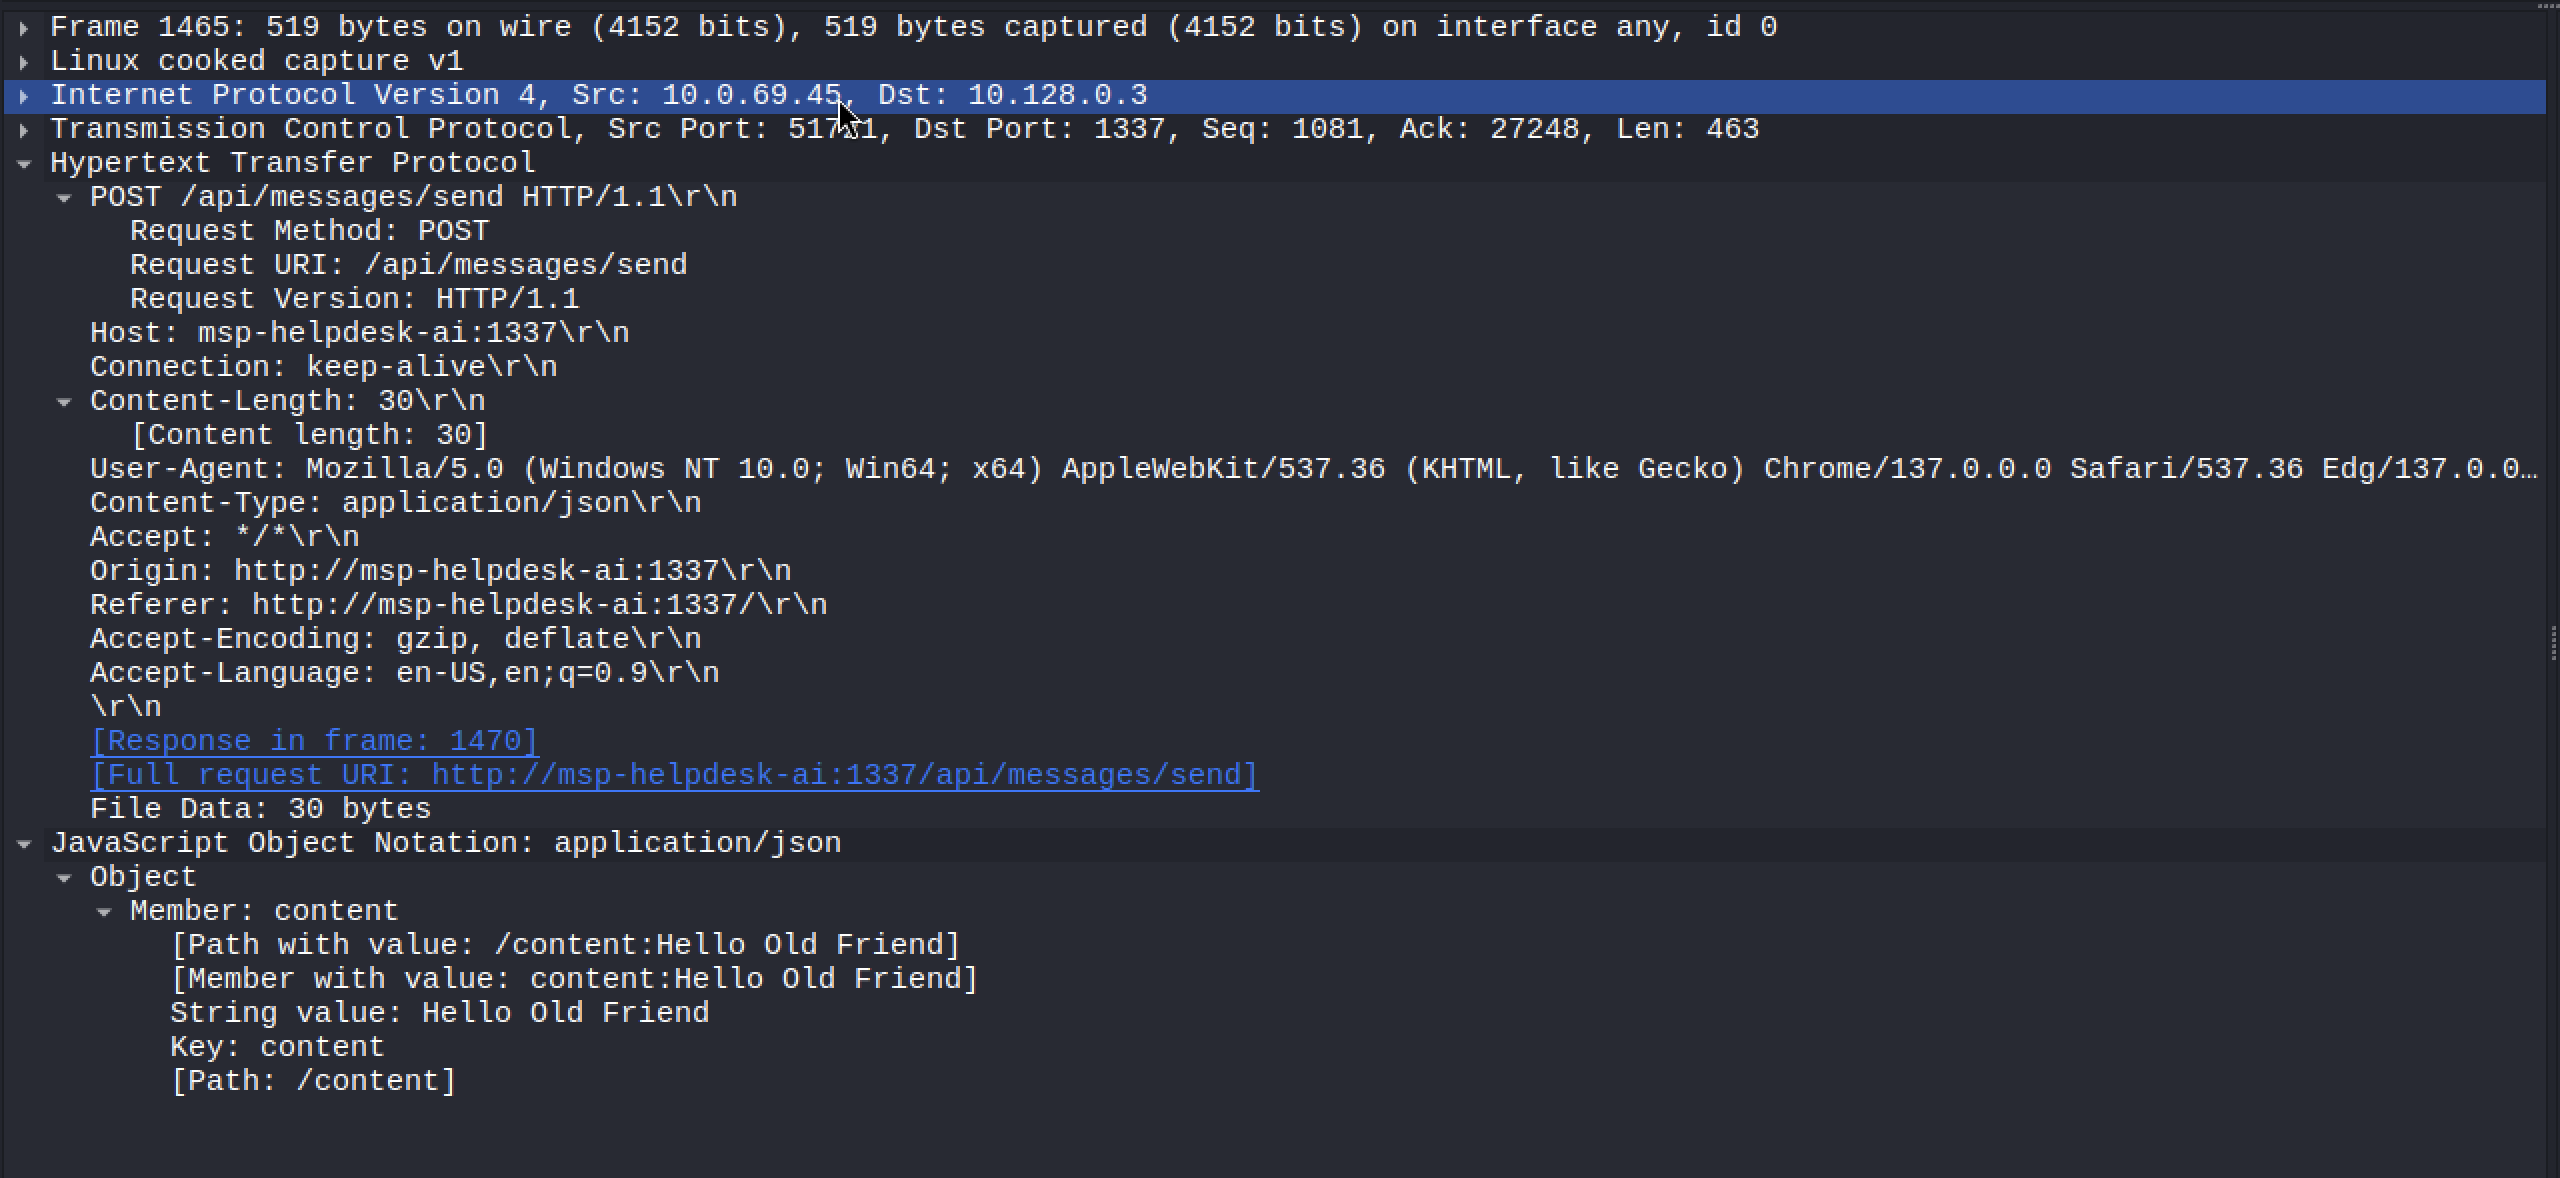 Frame 1465: 519 bytes on wire (4152 bits), 519 bytes captured (4152 bits) on interface any, id 0
Linux cooked capture v1
Internet Protocol Version 4, Src: 10.0.69.45, Dst: 10.128.0.3
Transmission Control Protocol, Src Port: Dst Port: 1337, Seq: 1081, Ack: 27248, Len: 463
Hypertext Transfer Protocol
POST /api/messages/send HTTP/1.1\r\n
Request Method: POST
Request URI: /api/messages/send
Request Version: HTTP/1.1
Host: msp-helpdesk-ai:1337\r\n
Connection: keep-alive\r\n
Content-Length: 30\r\n
[Content length: 30]
User-Agent: Mozilla/5.0 (Windows NT 10.0; Win64; x64) AppleWebKit/537.36 (KHTML, like Gecko) Chrome/137.0.0.0 Safari/537.36 Edg/137.0.0…
Content-Type: application/json\r\n
Accept: */*\r\n
Origin: http://msp-helpdesk-ai:1337\r\n
Referer: http://msp-helpdesk-ai:1337/\r\n
Accept-Encoding: gzip, deflate\r\n
Accept-Language: en-US,en;q=0.9\r\n
\r\n
[Response in frame: 1470]
[Full request URI: http://msp-helpdesk-ai:1337/api/messages/send]
File Data: 30 bytes
JavaScript Object Notation: application/json
Object
Member: content
[Path with value: /content:Hello Old Friend]
[Member with value: content:Hello Old Friend]
String value: Hello Old Friend
Key: content
[Path: /content]